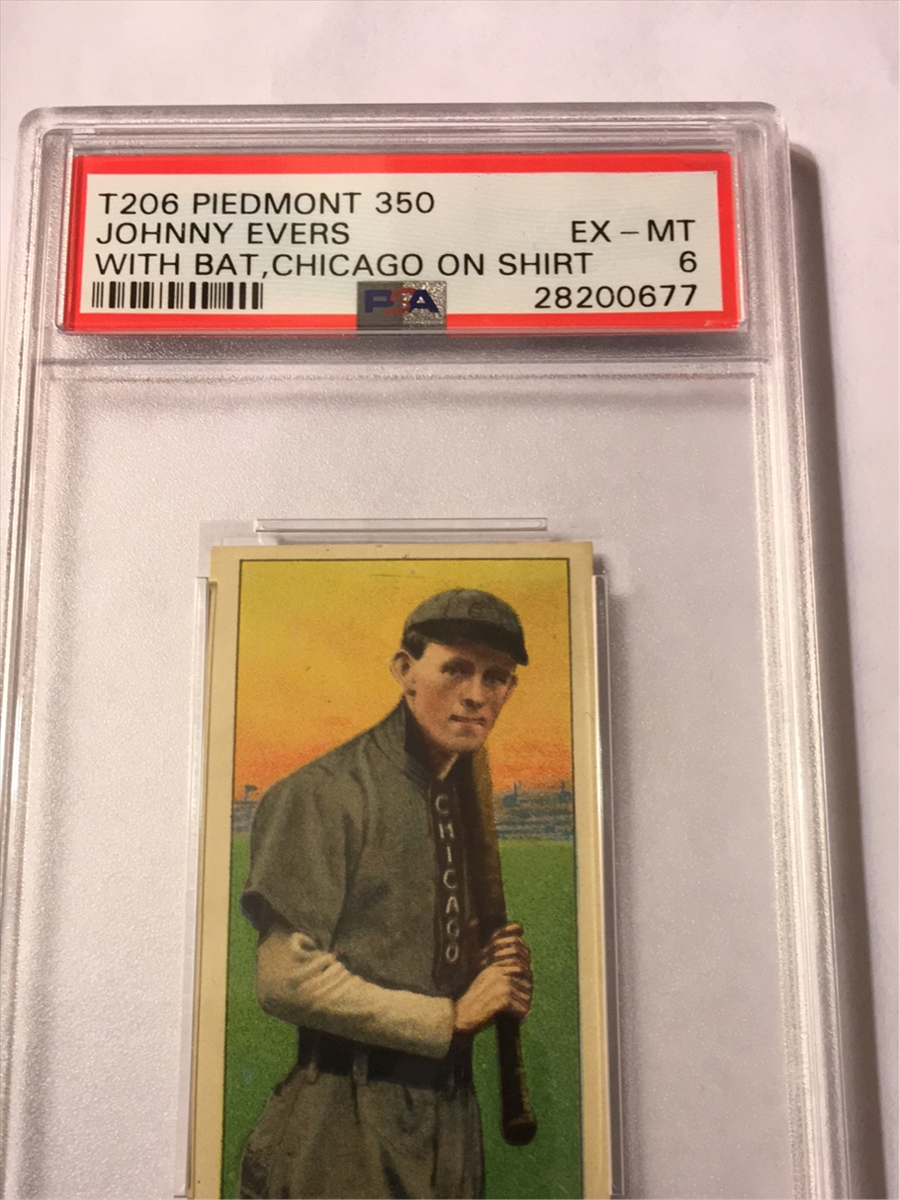 T206 PIEDMONT 350
JOHNNY EVERS EX - MT
WITH BAT,CHICAGO ON SHIRT 6
PSA 28200677
CHICAGO